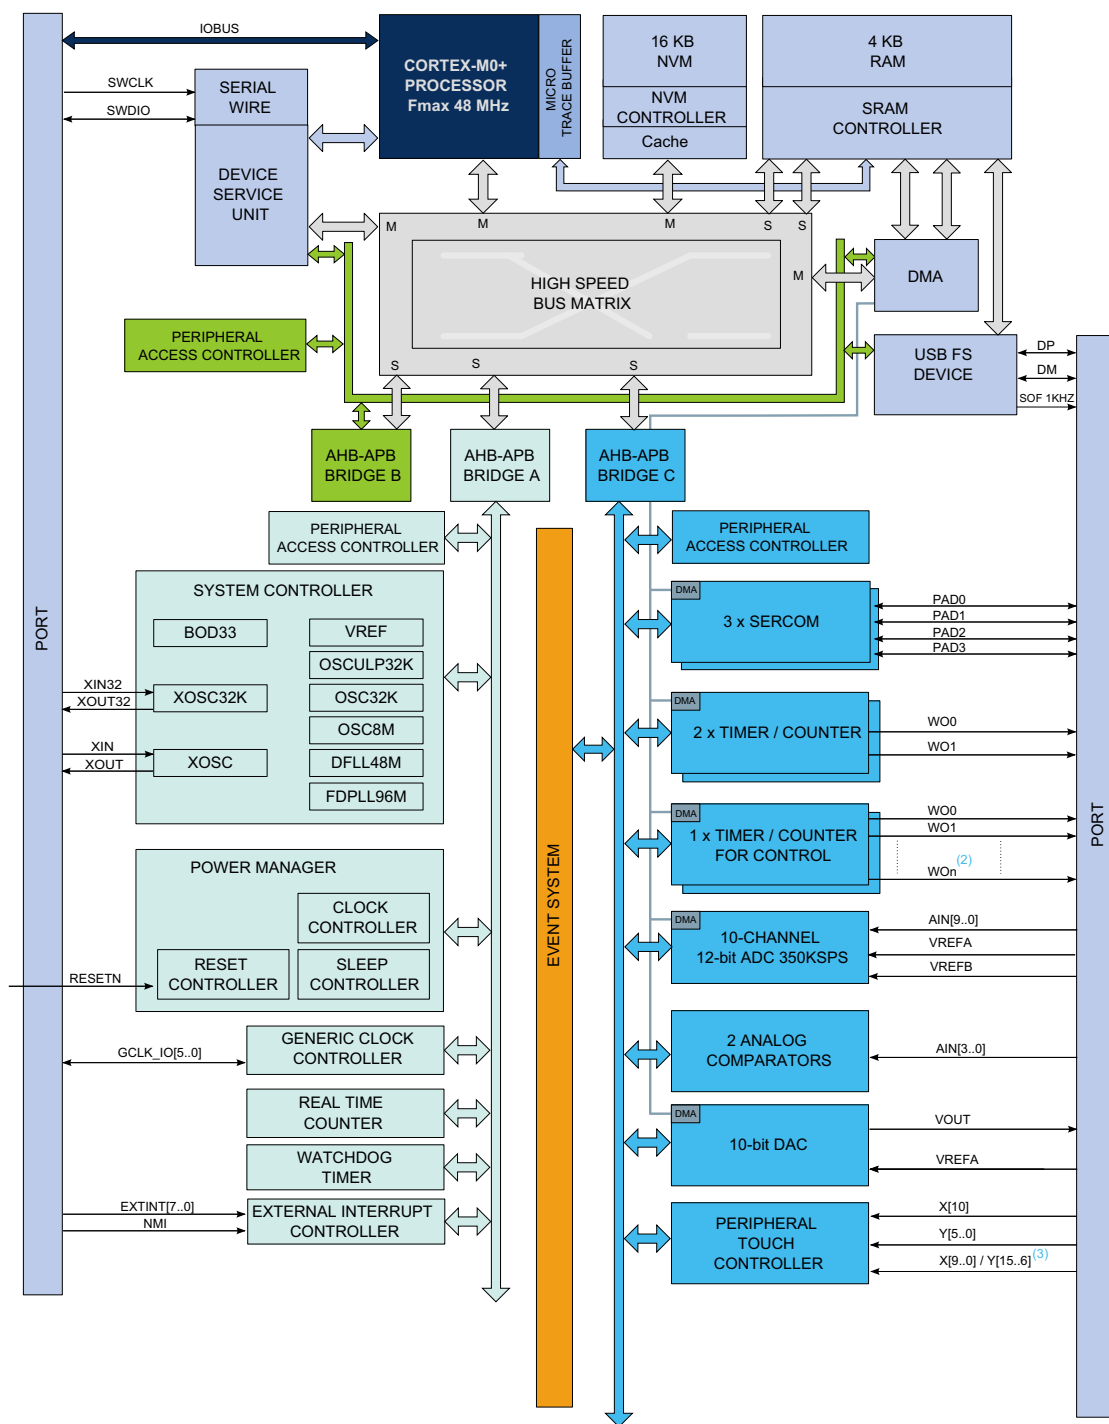 IOBUS
SWCLK
SWDIO
SERIAL
WIRE
DEVICE
SERVICE
UNIT
CORTEX-M0+
PROCESSOR
Fmax 48 MHz
MICRO
TRACE BUFFER
16 KB
NVM
NVM
CONTROLLER
Cache
4 KB
RAM
SRAM
CONTROLLER
M
M
M
S
S
M
HIGH SPEED
BUS MATRIX
S
S
S
DMA
USB FS
DEVICE
DP
DM
SOF 1KHZ
PERIPHERAL
ACCESS CONTROLLER
AHB-APB
BRIDGE B
AHB-APB
BRIDGE A
AHB-APB
BRIDGE C
PORT
PERIPHERAL
ACCESS CONTROLLER
SYSTEM CONTROLLER
BOD33
VREF
OSCULP32K
XIN32
XOUT32
XOSC32K
OSC32K
OSC8M
XIN
XOUT
XOSC
DFLL48M
FDPLL96M
POWER MANAGER
CLOCK
CONTROLLER
RESETN
RESET
CONTROLLER
SLEEP
CONTROLLER
GCLK_IO[5..0]
GENERIC CLOCK
CONTROLLER
REAL TIME
COUNTER
WATCHDOG
TIMER
EXTINT[7..0]
NMI
EXTERNAL INTERRUPT
CONTROLLER
EVENT SYSTEM
PERIPHERAL
ACCESS CONTROLLER
DMA
3 x SERCOM
PAD0
PAD1
PAD2
PAD3
DMA
2 x TIMER / COUNTER
WO0
WO1
DMA
1 x TIMER / COUNTER
FOR CONTROL
WO0
WO1
WOn (2)
DMA
10-CHANNEL
12-bit ADC 350KSPS
AIN[9..0]
VREFA
VREFB
2 ANALOG
COMPARATORS
AIN[3..0]
DMA
10-bit DAC
VOUT
VREFA
PERIPHERAL
TOUCH
CONTROLLER
X[10]
Y[5..0]
X[9..0] / Y[15..6] (3)
PORT